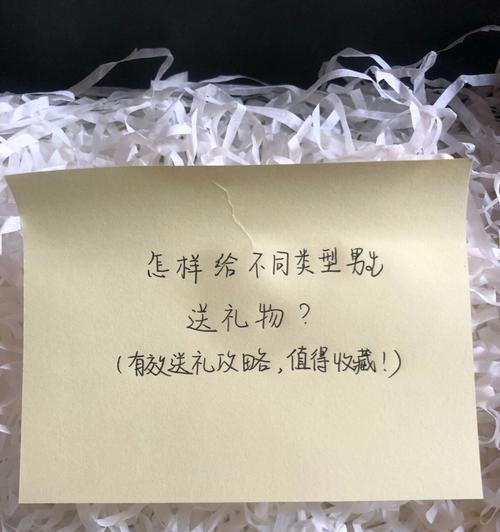 怎样给不同类型男生
送礼物？
（有效送礼攻略，值得收藏！）